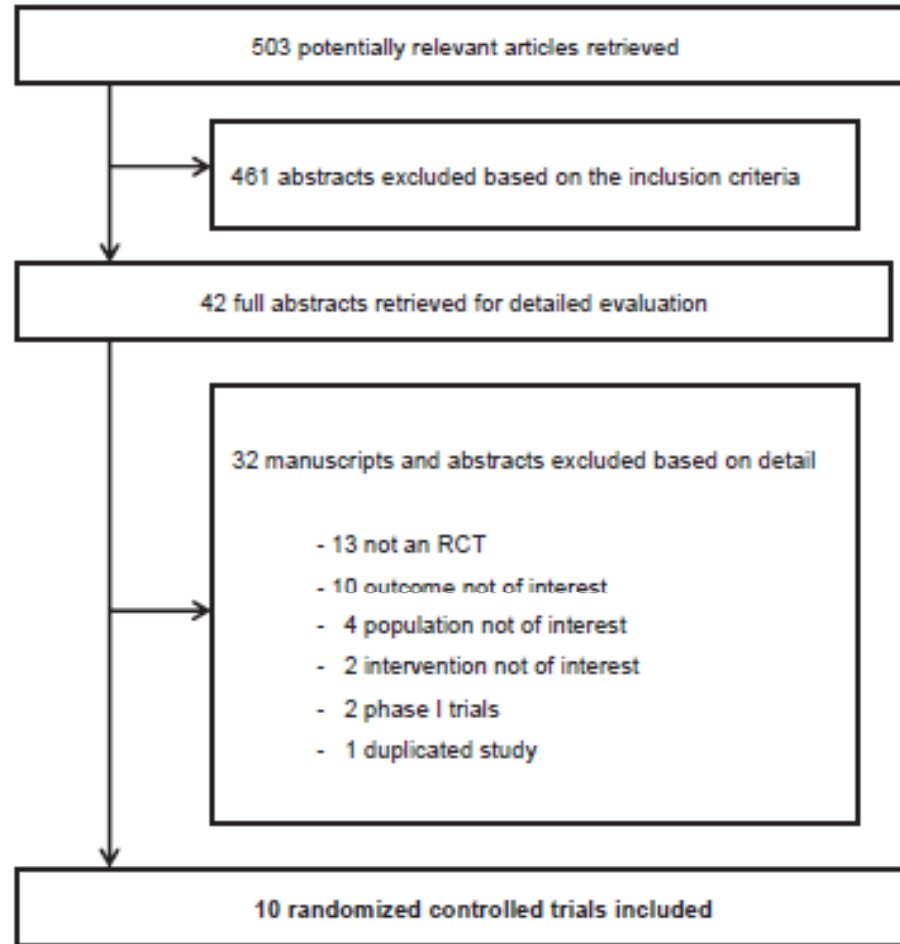 503 potentially relevant articles retrieved
461 abstracts excluded based on the inclusion criteria
42 full abstracts retrieved for detailed evaluation
32 manuscripts and abstracts excluded based on detail
- 13 not an RCT
- 10 outcome not of interest
- 4 population not of interest
- 2 intervention not of interest
- 2 phase I trials
- 1 duplicated study
10 randomized controlled trials included